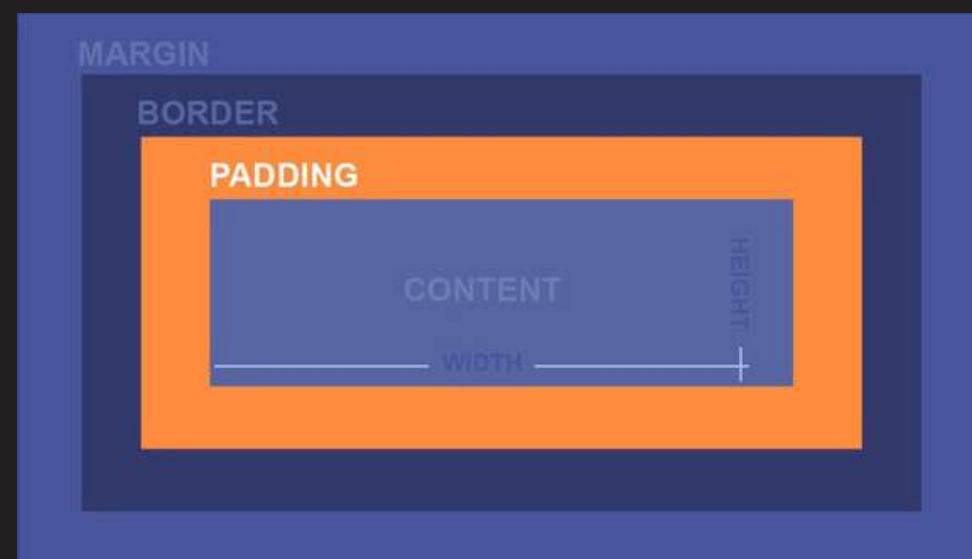 MARGIN
BORDER
PADDING
CONTENT
HEIGHT
WIDTH